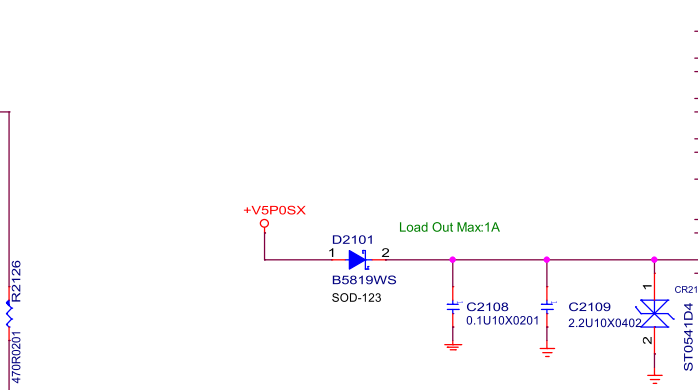 +V5P0SX
D2101
Load Out Max:1A
1
2
B5819WS
SOD-123
R2126
470R0201
C2108
0.1U10X0201
C2109
2.2U10X0402
1
2
CR21
ST0541D4